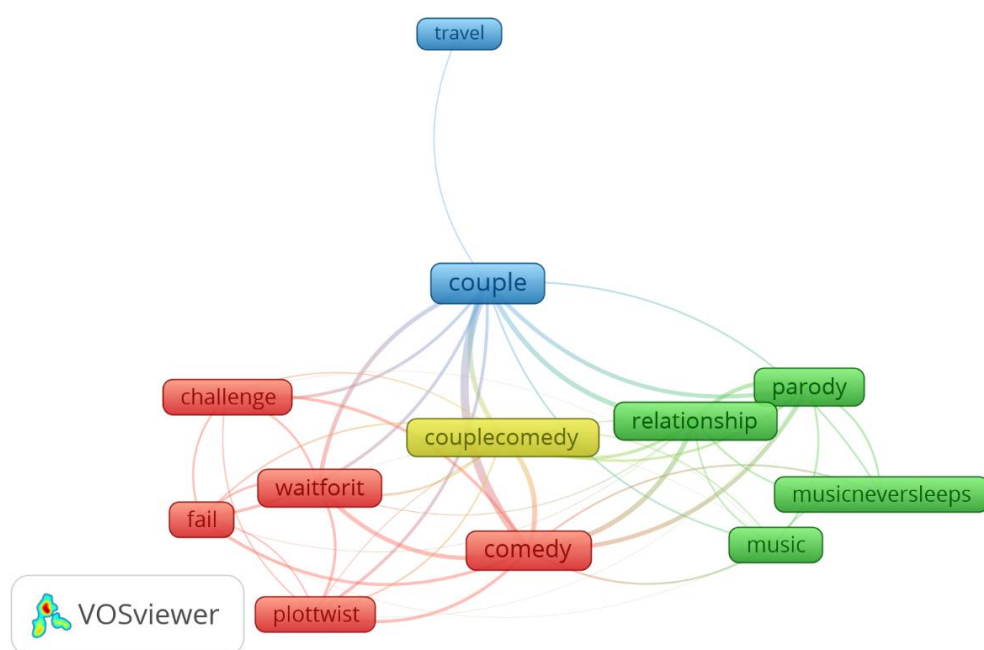 travel
couple
challenge
parody
relationship
couplecomedy
waitforit
musicneversleeps
fail
comedy
music
plottwist
VOSviewer